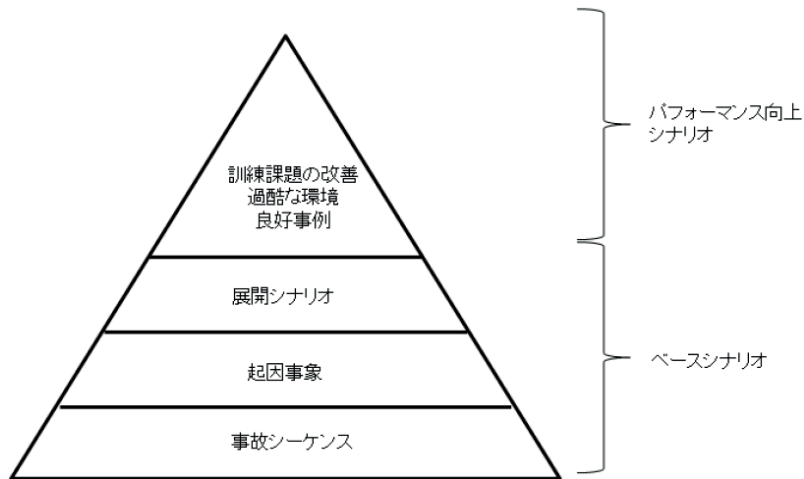 パフォーマンス向上
シナリオ
訓練課題の改善
過酷な環境
良好事例
展開シナリオ
起因事象
ベースシナリオ
事故シーケンス